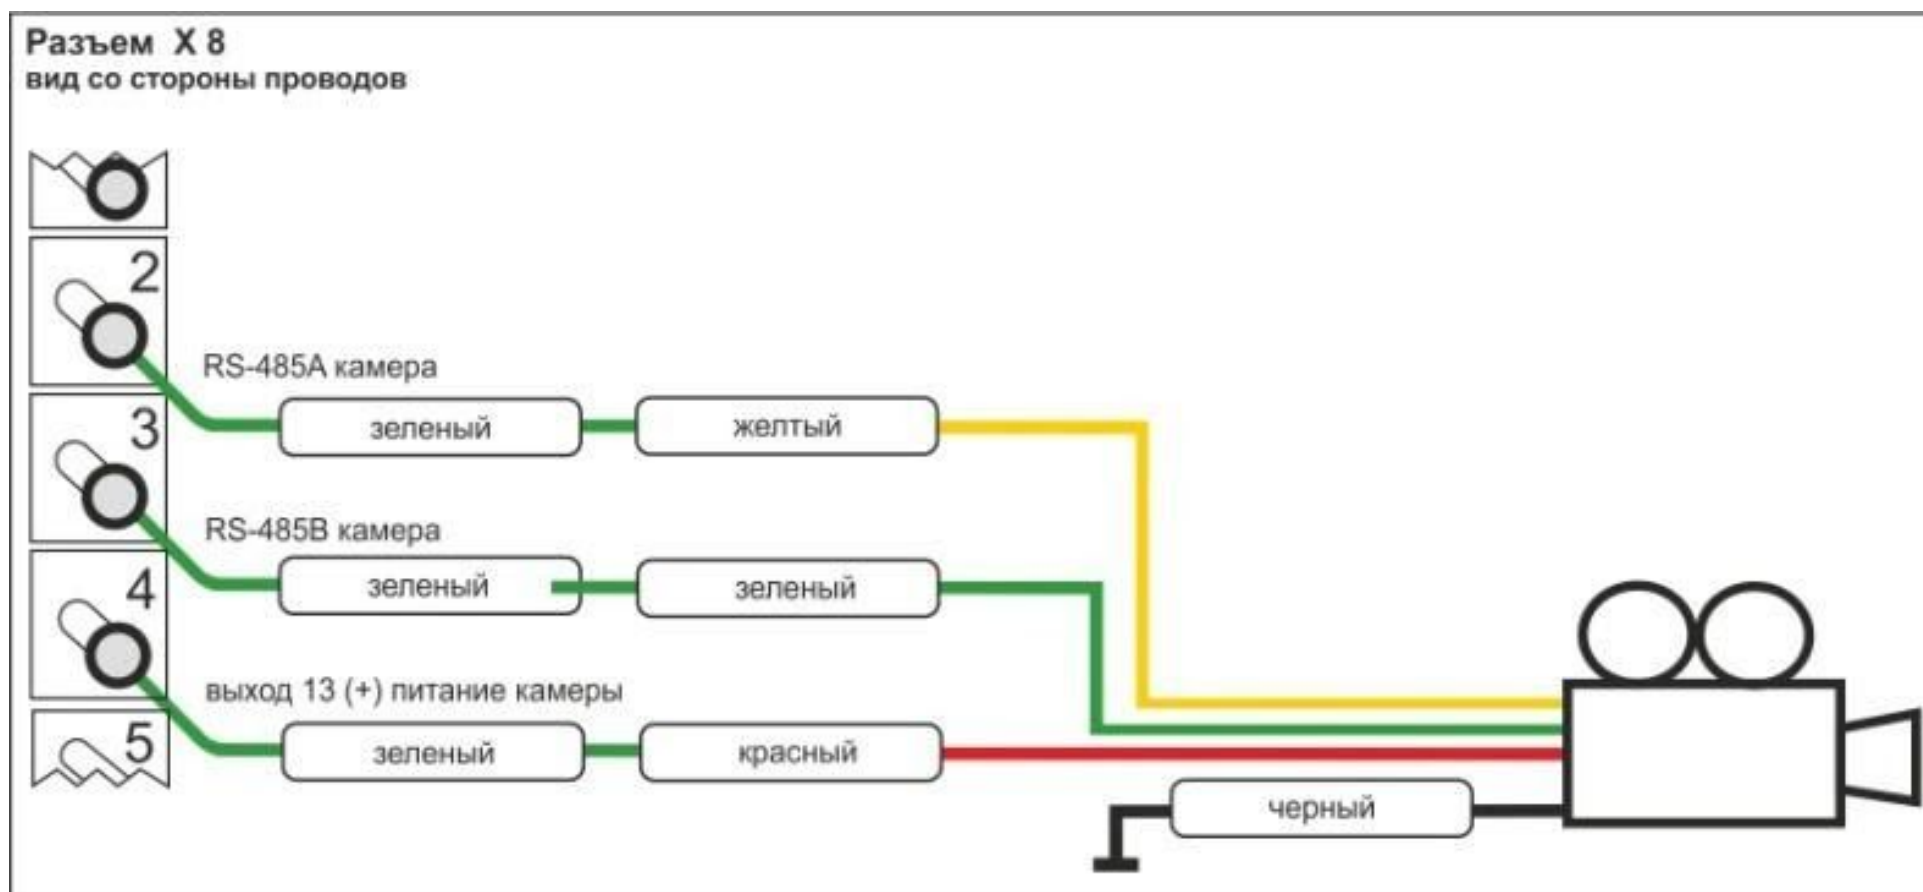 Разъем X 8
вид со стороны проводов
2
RS-485A камера
зеленый желтый
3
RS-485B камера
зеленый зеленый
4
выход 13 (+) питание камеры
5
зеленый красный
черный